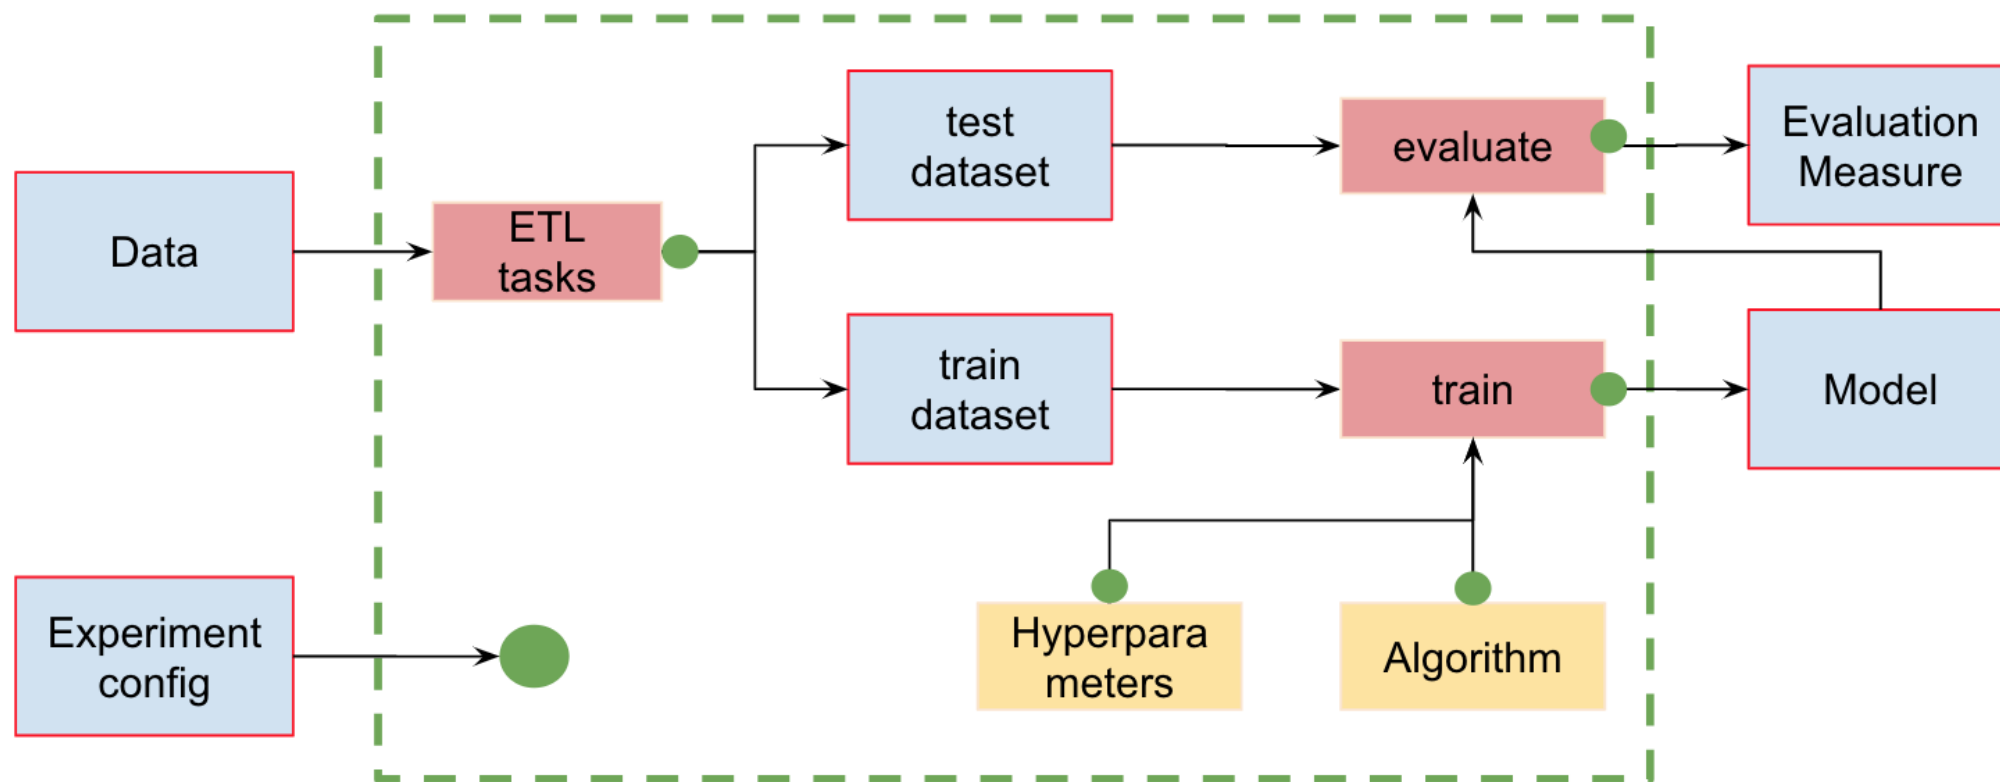 Data
Experiment
config
ETL
tasks
test
dataset
train
dataset
evaluate
train
Hyperpara
meters
Algorithm
Evaluation
Measure
Model